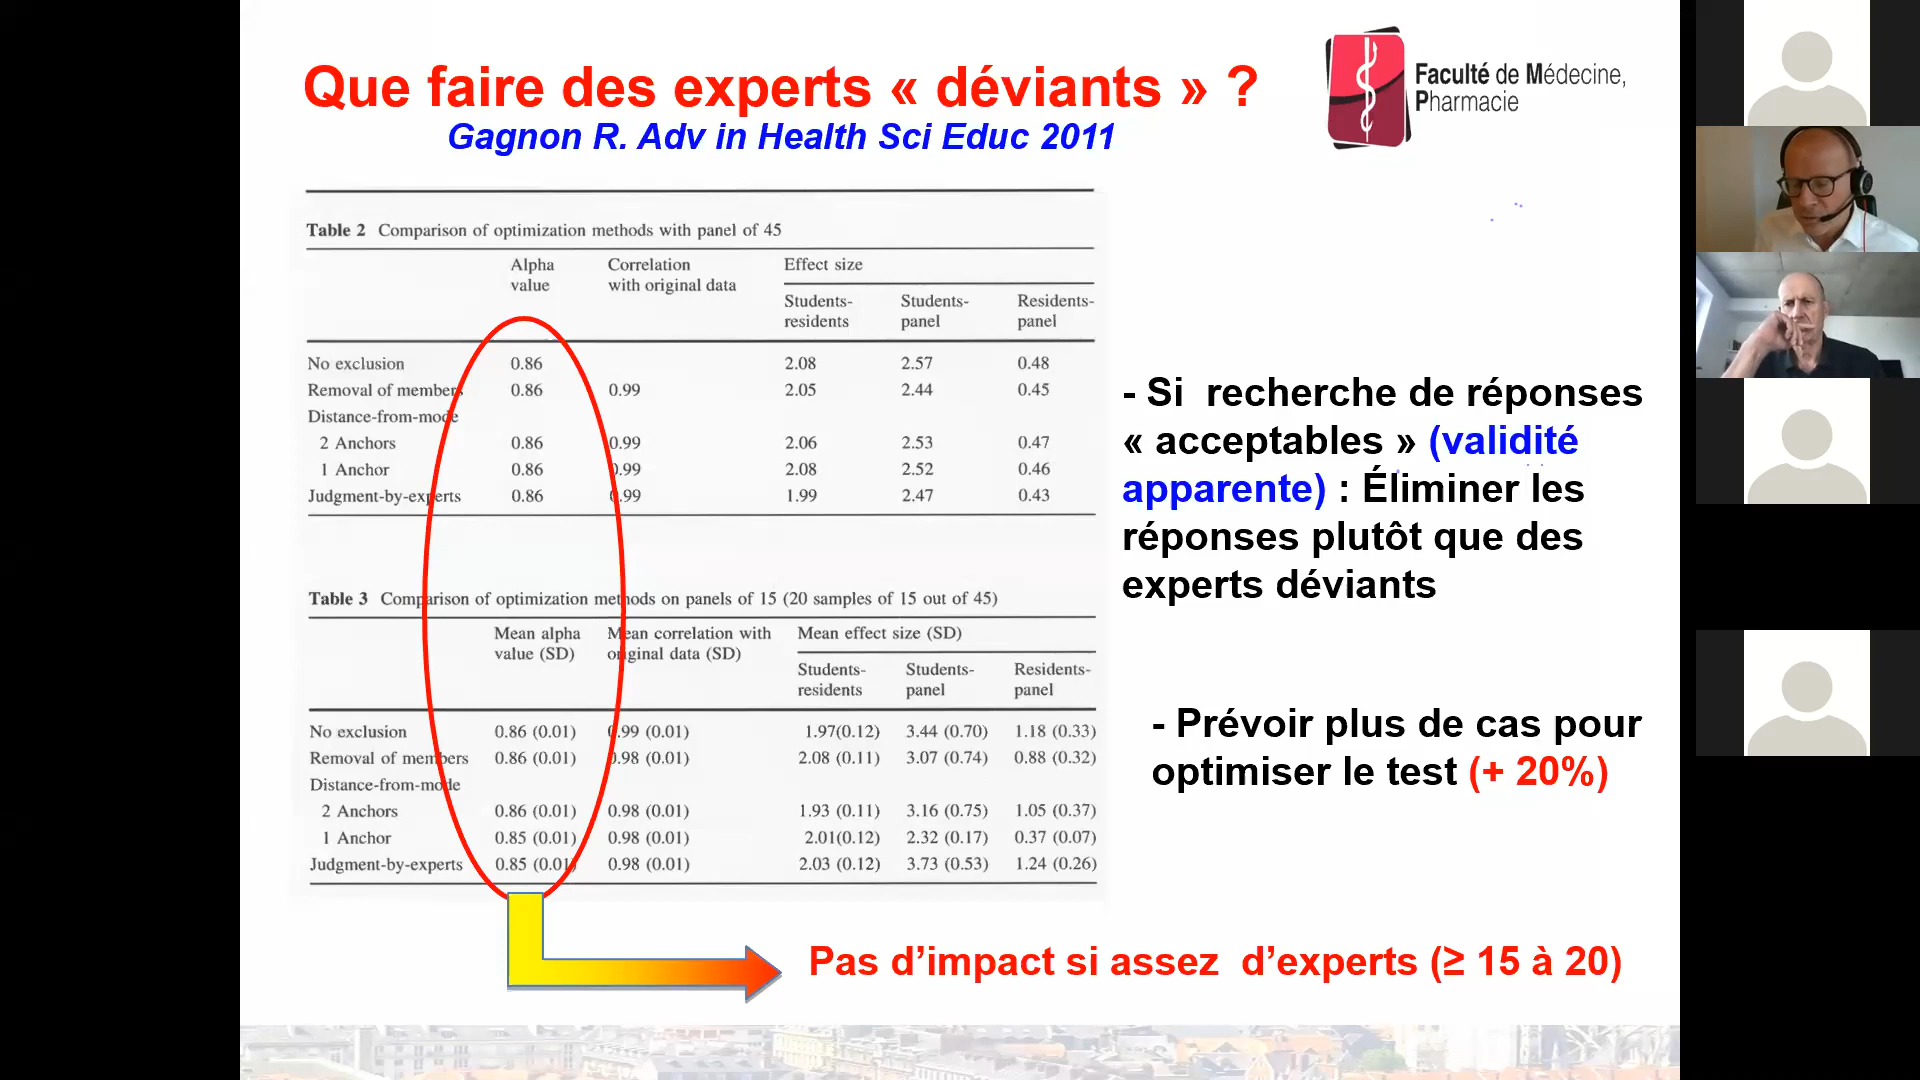 Que faire des experts « déviants » ?
Gagnon R. Adv in Health Sci Educ 2011
Faculté de Médecine,
Pharmacie
Table 2 Comparison of optimization methods with panel of 45
Alpha value Correlation with original data Effect size
Students-residents Students-panel Residents-panel
No exclusion 0.86 2.08 2.57 0.48
Removal of members 0.86 0.99 2.05 2.44 0.45
Distance-from-mode
2 Anchors 0.86 0.99 2.06 2.53 0.47
1 Anchor 0.86 0.99 2.08 2.52 0.46
Judgment-by-experts 0.86 0.99 1.99 2.47 0.43
Table 3 Comparison of optimization methods on panels of 15 (20 samples of 15 out of 45)
Mean alpha value (SD) Mean correlation with original data (SD) Mean effect size (SD)
Students-residents Students-panel Residents-panel
No exclusion 0.86 (0.01) 0.99 (0.01) 1.97(0.12) 3.44 (0.70) 1.18 (0.33)
Removal of members 0.86 (0.01) 0.98 (0.01) 2.08 (0.11) 3.07 (0.74) 0.88 (0.32)
Distance-from-mode
2 Anchors 0.86 (0.01) 0.98 (0.01) 1.93 (0.11) 3.16 (0.75) 1.05 (0.37)
1 Anchor 0.85 (0.01) 0.98 (0.01) 2.01(0.12) 2.32 (0.17) 0.37 (0.07)
Judgment-by-experts 0.85 (0.01) 0.98 (0.01) 2.03 (0.12) 3.73 (0.53) 1.24 (0.26)
- Si recherche de réponses
« acceptables » (validité
apparente) : Éliminer les
réponses plutôt que des
experts déviants
- Prévoir plus de cas pour
optimiser le test (+ 20%)
Pas d’impact si assez d’experts (≥ 15 à 20)